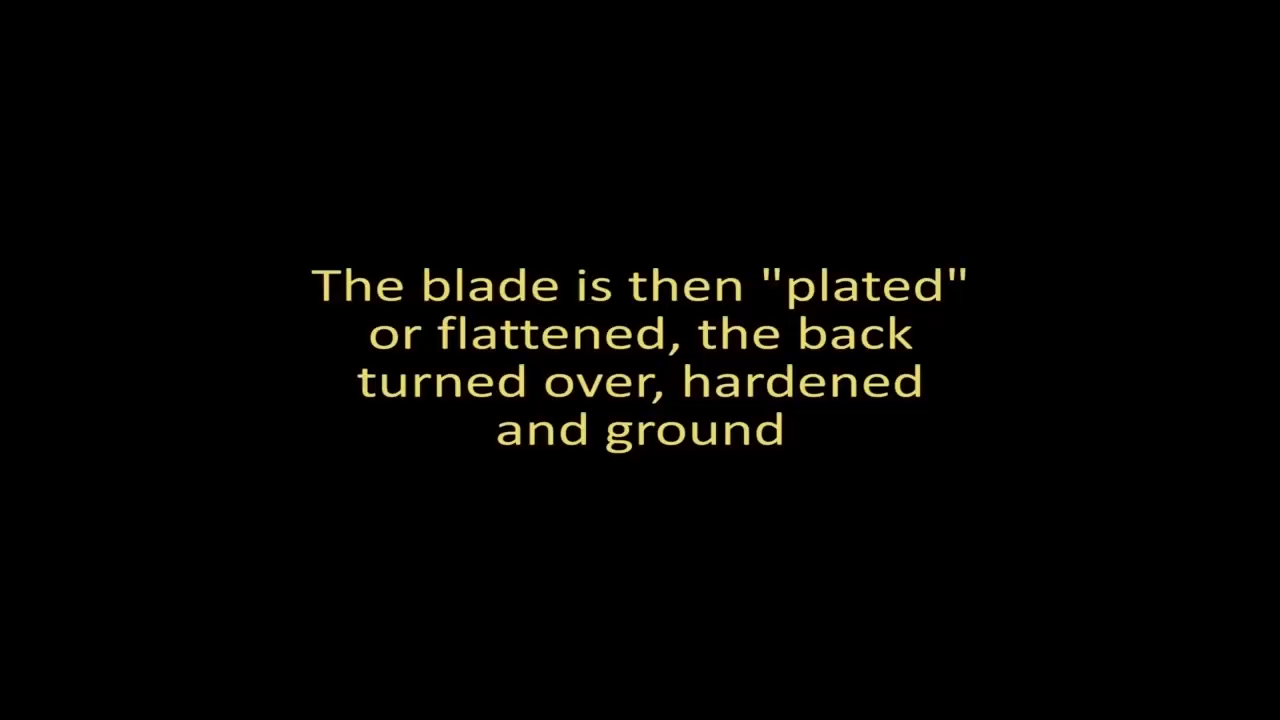 The blade is then "plated"
or flattened, the back
turned over, hardened
and ground